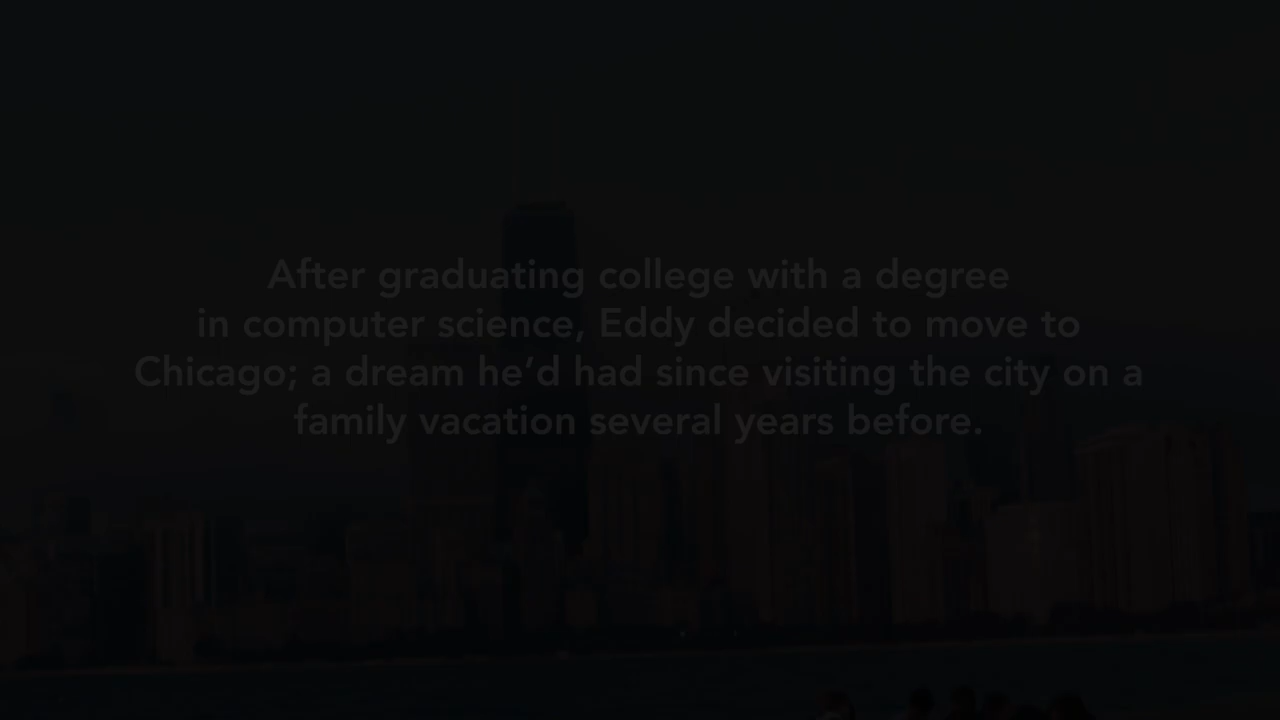 After graduating college with a degree
in computer science, Eddy decided to move to
Chicago; a dream he’d had since visiting the city on a
family vacation several years before.